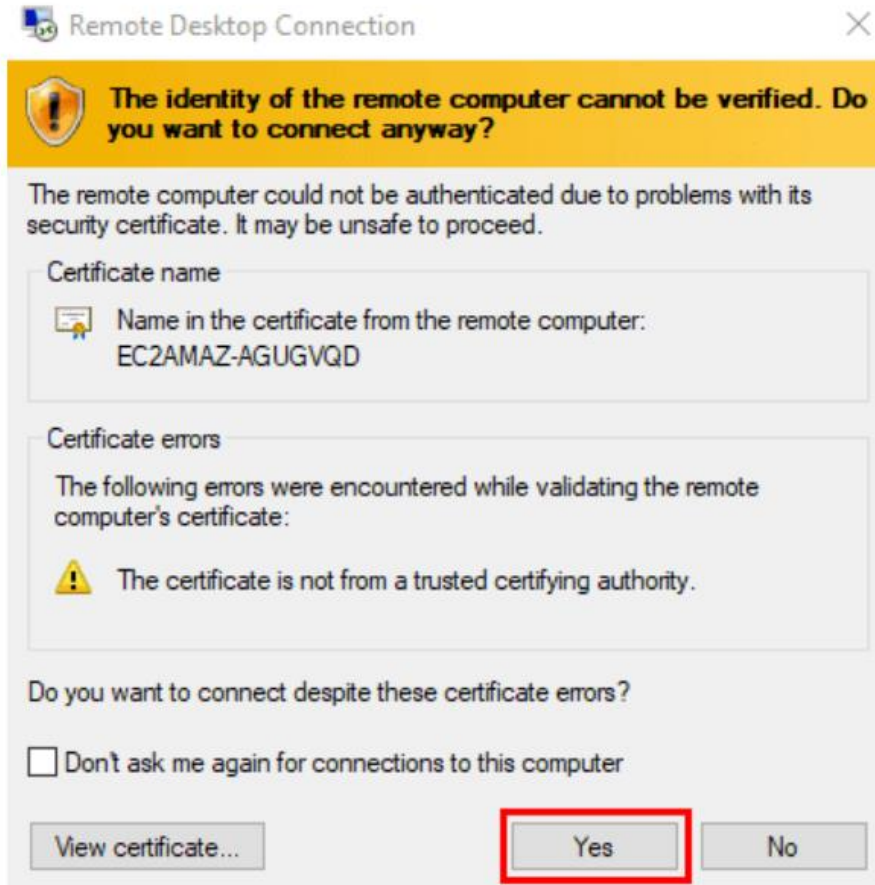 Remote Desktop Connection
The identity of the remote computer cannot be verified. Do
you want to connect anyway?
The remote computer could not be authenticated due to problems with its
security certificate. It may be unsafe to proceed.
Certificate name
Name in the certificate from the remote computer:
EC2AMAZ-AGUGVQD
Certificate errors
The following errors were encountered while validating the remote
computer's certificate:
The certificate is not from a trusted certifying authority.
Do you want to connect despite these certificate errors?
Don't ask me again for connections to this computer
View certificate...
Yes
No